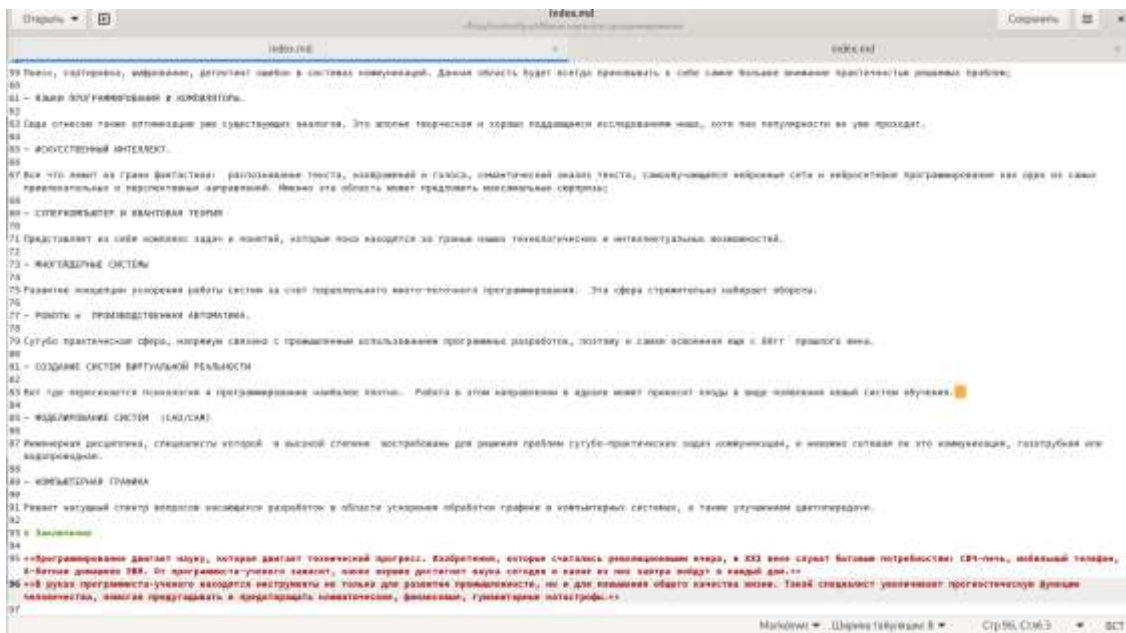 Открыть
index.md
Сохранить
index.md
index.md
59 Поиск, сортировка, шифрование, детектинг ошибок в системах коммуникаций. Данная область будет всегда приковывать к себе самое большое внимание практичностью решаемых проблем;
60
61 - ЯЗЫКИ ПРОГРАММИРОВАНИЯ И КОМПИЛЯТОРЫ.
62
63 Сюда отнесем также оптимизацию уже существующих аналогов. Это вполне творческая и хорошо поддающаяся исследованиям ниша, хотя пик популярности ее уже проходит.
64
65 - ИСКУССТВЕННЫЙ ИНТЕЛЛЕКТ.
66
67 Все что лежит на грани фантастики: распознавание текста, изображений и голоса, семантический анализ текста, самообучающиеся нейронные сети и нейросетевое программирование как одно из самых
привлекательных и перспективных направлений. Именно эта область может предложить максимальные сюрпризы;
68
69 - СУПЕРКОМПЬЮТЕР И КВАНТОВАЯ ТЕОРИЯ
70
71 Представляет из себя комплекс задач и понятий, которые пока находятся за гранью наших технологических и интеллектуальных возможностей.
72
73 - МНОГОЯДЕРНЫЕ СИСТЕМЫ
74
75 Развитие концепции ускорения работы систем за счет параллельного много-поточного программирования. Эта сфера стремительно набирает обороты.
76
77 - РОБОТЫ и ПРОИЗВОДСТВЕННАЯ АВТОМАТИКА.
78
79 Сугубо практическая сфера, напрямую связана с промышленным использованием программных разработок, поэтому и самая освоенная еще с 80гг прошлого века.
80
81 - СОЗДАНИЕ СИСТЕМ ВИРТУАЛЬНОЙ РЕАЛЬНОСТИ
82
83 Вот где пересекается психология и программирование наиболее плотно. Работа в этом направлении в идеале может приносит плоды в виде появления новый систем обучения.
84
85 - МОДЕЛИРОВАНИЕ СИСТЕМ (CAD/CAM)
86
87 Инженерная дисциплина, специалисты которой в высокой степени востребованы для решения проблем сугубо-практических задач коммуникации, и неважно сетевая ли это коммуникация, газотрубная или
водопроводная.
88
89 - КОМПЬЮТЕРНАЯ ГРАФИКА
90
91 Решает насущный спектр вопросов касающихся разработок в области ускорения обработки графики в компьютерных системах, а также улучшением цветопередачи.
92
93 # Заключение
94
95 **Программирование двигает науку, которая двигает технический прогресс. Изобретения, которые считались революционными вчера, в XXI веке служат бытовым потребностям: СВЧ-печь, мобильный телефон,
домашняя ЭВМ. От программиста-ученого зависит, каких вершин достигнет наука сегодня и какие из них завтра войдут в каждый дом.**
96 **В руках программиста-ученого находятся инструменты не только для развития промышленности, но и для повышения общего качества жизни. Такой специалист увеличивает прогностическую функцию
человечества, помогая предугадывать и предотвращать климатические, финансовые, гуманитарные катастрофы.**
97
Markdown Ширина табуляции: 8 Стр 96, Стлб 3 ВСТ